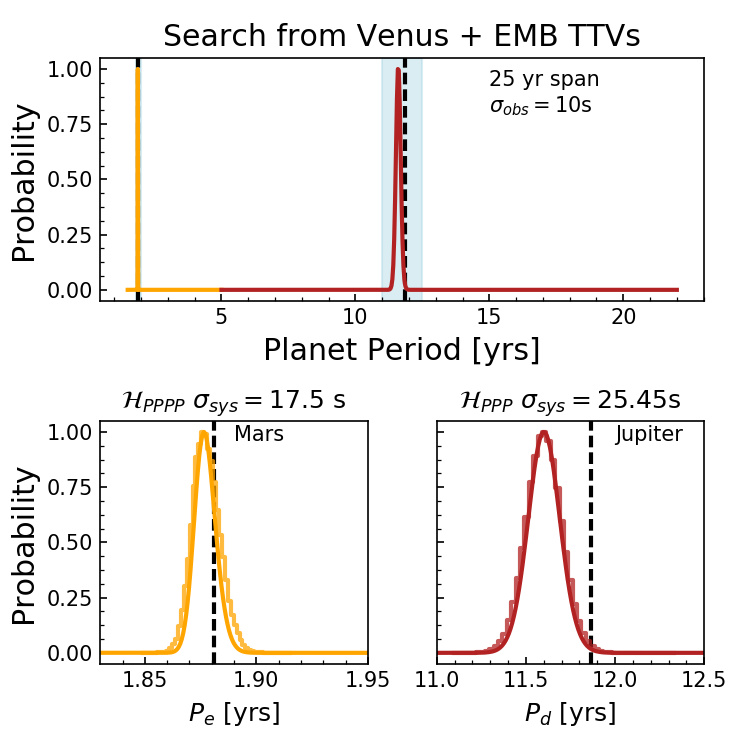 Search from Venus + EMB TTVs
25 yr span
σ_obs = 10s
Probability
1.00
0.75
0.50
0.25
0.00
5
10
15
20
Planet Period [yrs]
ℋ_PPPP σ_sys = 17.5 s
Mars
Probability
1.00
0.75
0.50
0.25
0.00
1.85
1.90
1.95
P_e [yrs]
ℋ_PPP σ_sys = 25.45s
Jupiter
11.0
11.5
12.0
12.5
P_d [yrs]